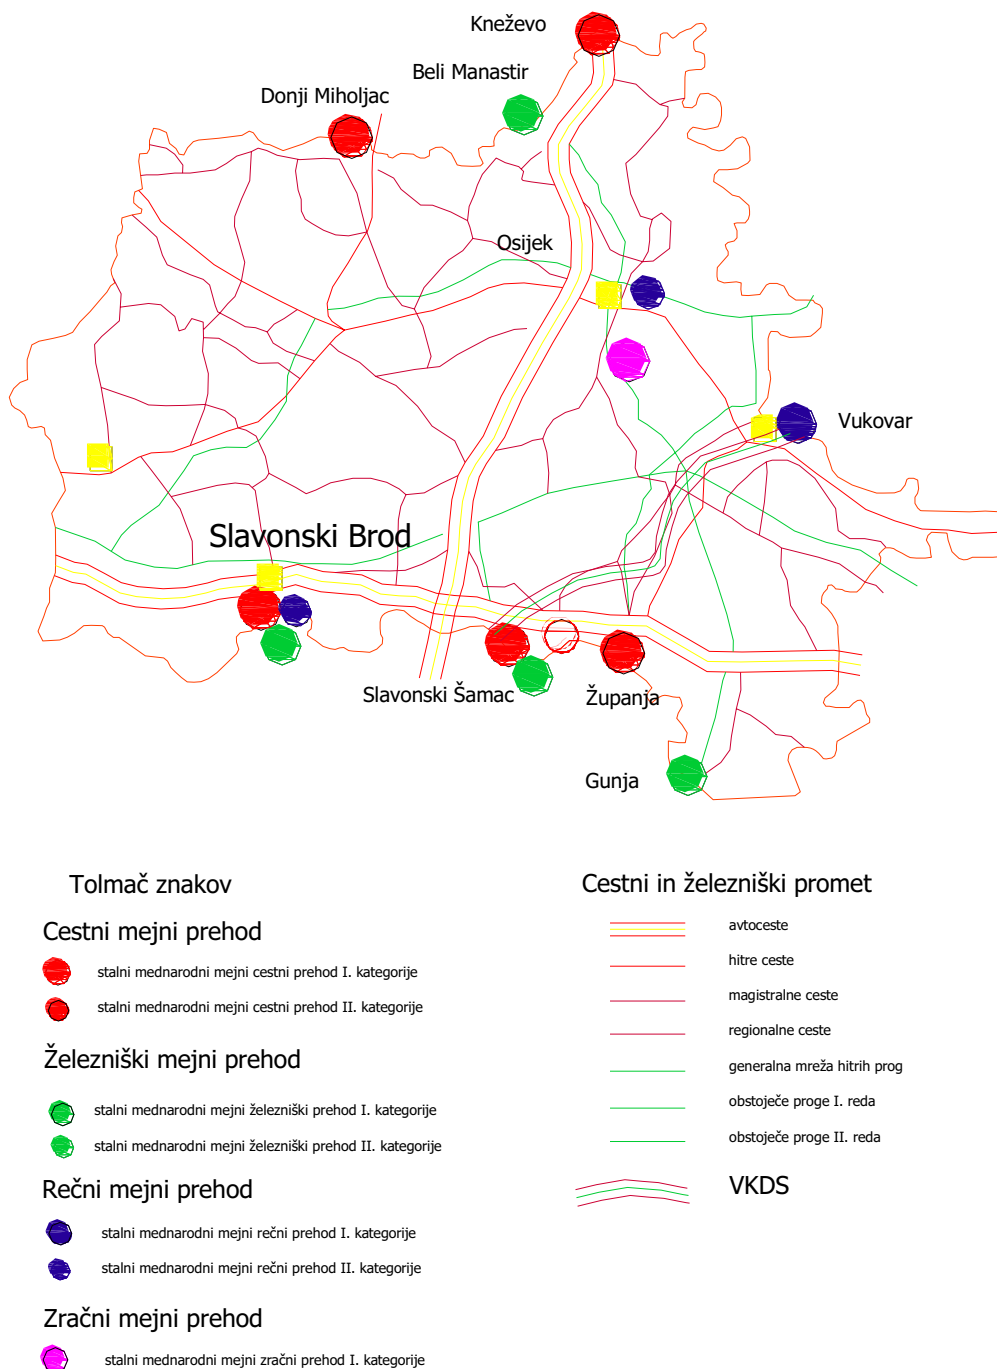 Kneževo
Beli Manastir
Donji Miholjac
Osijek
Vukovar
Slavonski Brod
Slavonski Šamac
Županja
Gunja
Tolmač znakov
Cestni mejni prehod
stalni mednarodni mejni cestni prehod I. kategorije
stalni mednarodni mejni cestni prehod II. kategorije
Železniški mejni prehod
stalni mednarodni mejni železniški prehod I. kategorije
stalni mednarodni mejni železniški prehod II. kategorije
Rečni mejni prehod
stalni mednarodni mejni rečni prehod I. kategorije
stalni mednarodni mejni rečni prehod II. kategorije
Zračni mejni prehod
stalni mednarodni mejni zračni prehod I. kategorije
Cestni in železniški promet
avtoceste
hitre ceste
magistralne ceste
regionalne ceste
generalna mreža hitrih prog
obstoječe proge I. reda
obstoječe proge II. reda
VKDS